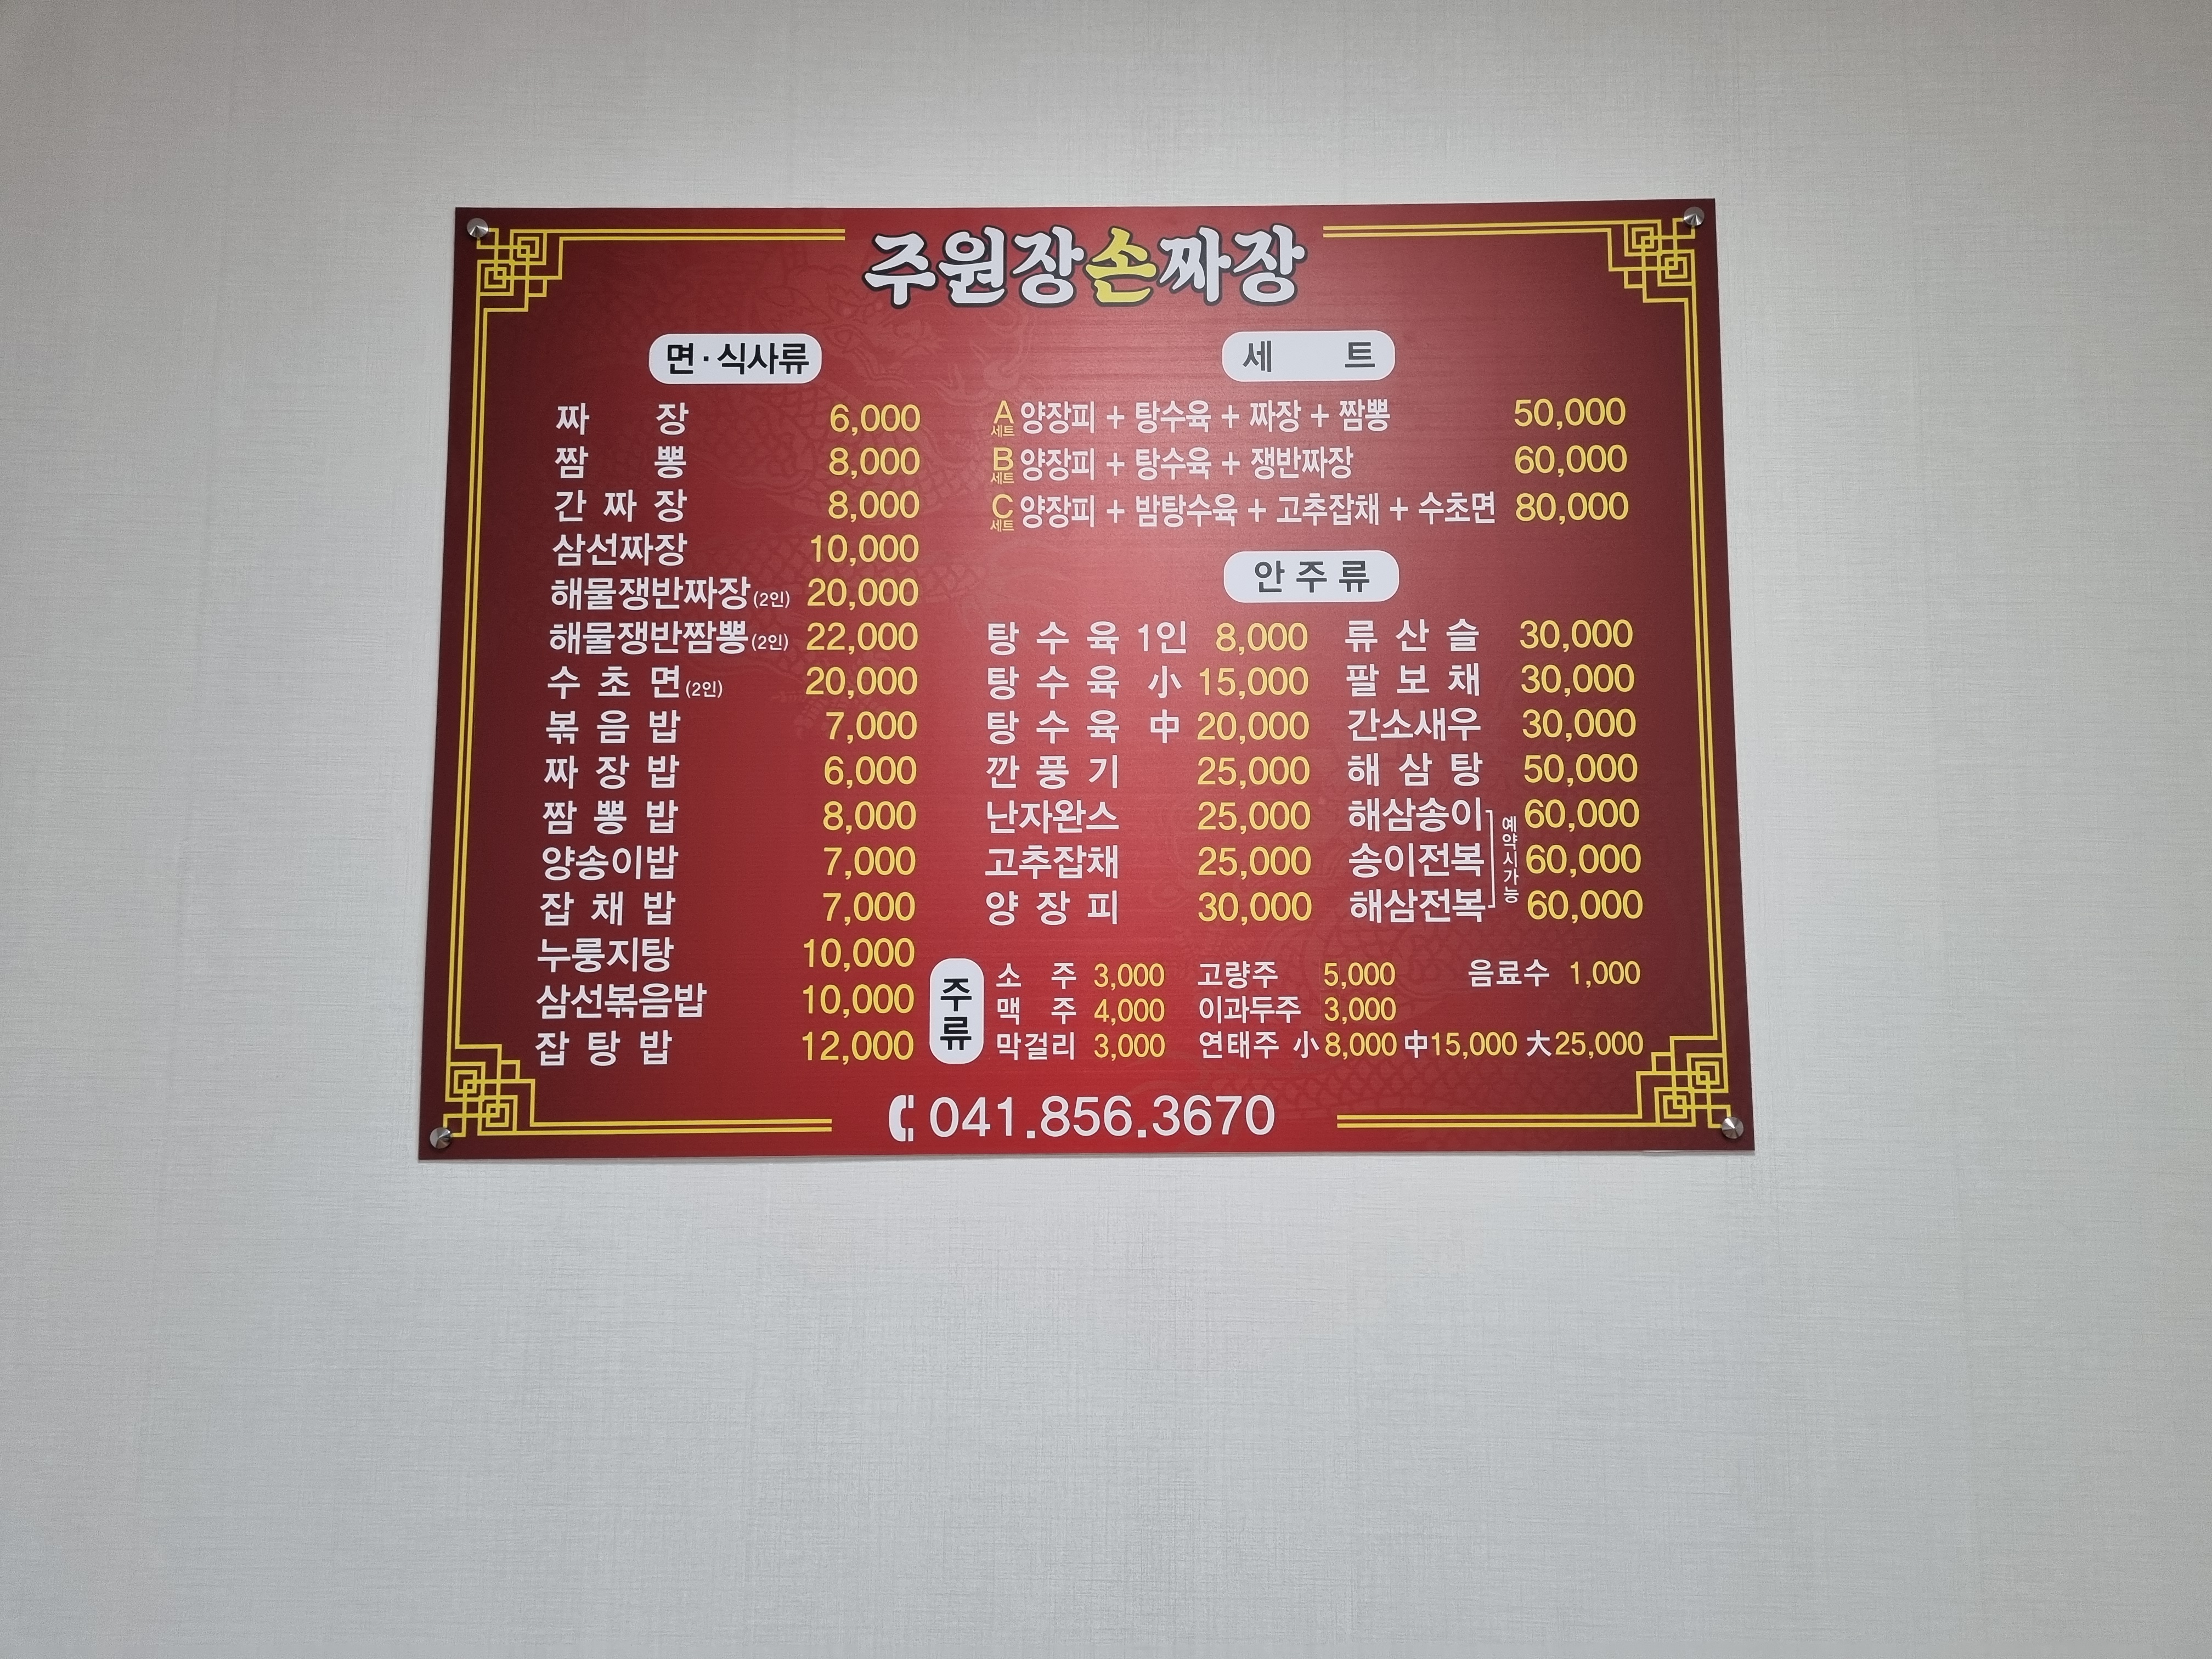 주원장손짜장
면·식사류
짜장 6,000
짬뽕 8,000
간짜장 8,000
삼선짜장 10,000
해물쟁반짜장(2인) 20,000
해물쟁반짬뽕(2인) 22,000
수초면(2인) 20,000
볶음밥 7,000
짜장밥 6,000
짬뽕밥 8,000
양송이밥 7,000
잡채밥 7,000
누룽지탕 10,000
삼선볶음밥 10,000
잡탕밥 12,000
세트
A세트 양장피 + 탕수육 + 짜장 + 짬뽕 50,000
B세트 양장피 + 탕수육 + 쟁반짜장 60,000
C세트 양장피 + 밤탕수육 + 고추잡채 + 수초면 80,000
안주류
탕수육 1인 8,000
탕수육 小 15,000
탕수육 中 20,000
깐풍기 25,000
난자완스 25,000
고추잡채 25,000
양장피 30,000
류산슬 30,000
팔보채 30,000
간소새우 30,000
해삼탕 50,000
해삼송이 60,000
송이전복 60,000
해삼전복 60,000
예약시가능
주류
소주 3,000 고량주 5,000 음료수 1,000
맥주 4,000 이과두주 3,000
막걸리 3,000 연태주 小 8,000 中 15,000 大 25,000
041.856.3670